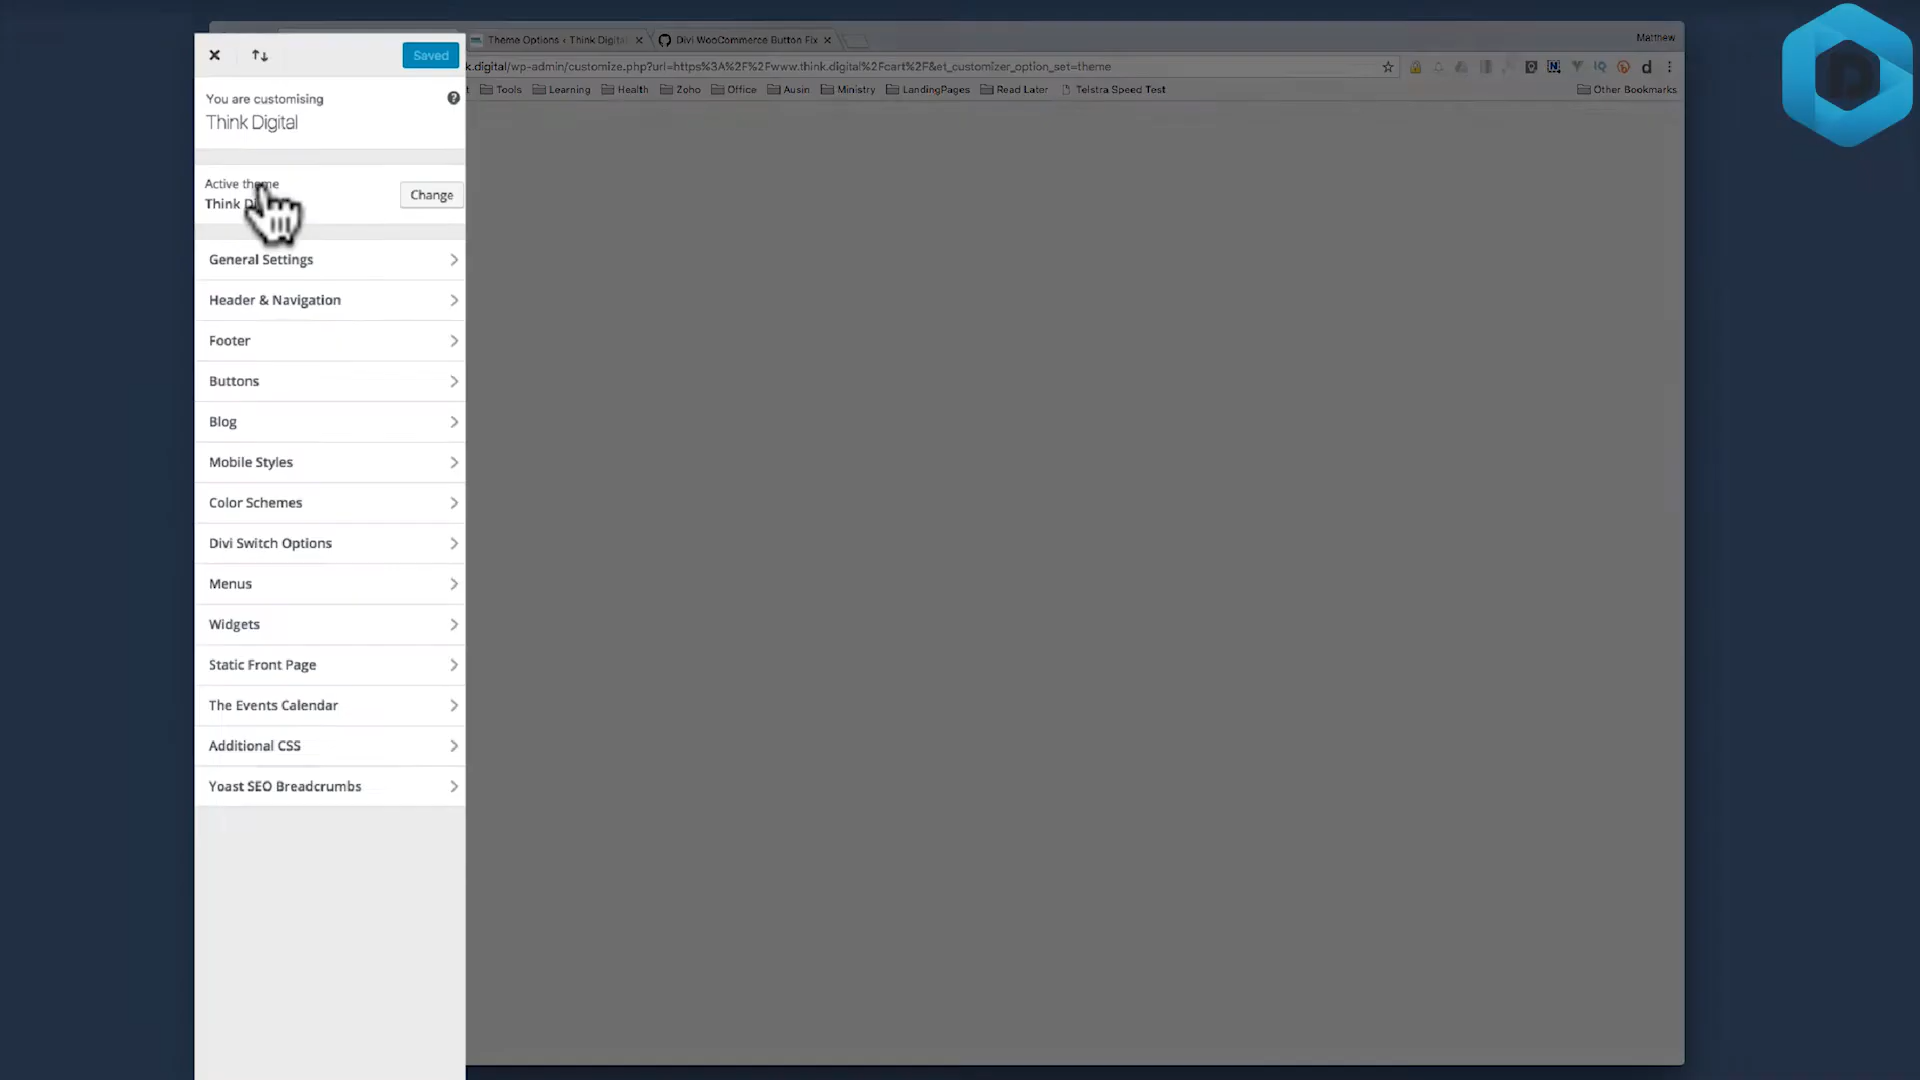 Theme Options ‹ Think Digital
Divi WooCommerce Button Fix
Matthew
Saved
k.digital/wp-admin/customize.php?url=https%3A%2F%2Fwww.think.digital%2Fcart%2F&et_customizer_option_set=theme
Tools Learning Health Zoho Office Ausin Ministry LandingPages Read Later Telstra Speed Test Other Bookmarks
You are customising
Think Digital
Active theme
Think
Change
General Settings
Header & Navigation
Footer
Buttons
Blog
Mobile Styles
Color Schemes
Divi Switch Options
Menus
Widgets
Static Front Page
The Events Calendar
Additional CSS
Yoast SEO Breadcrumbs